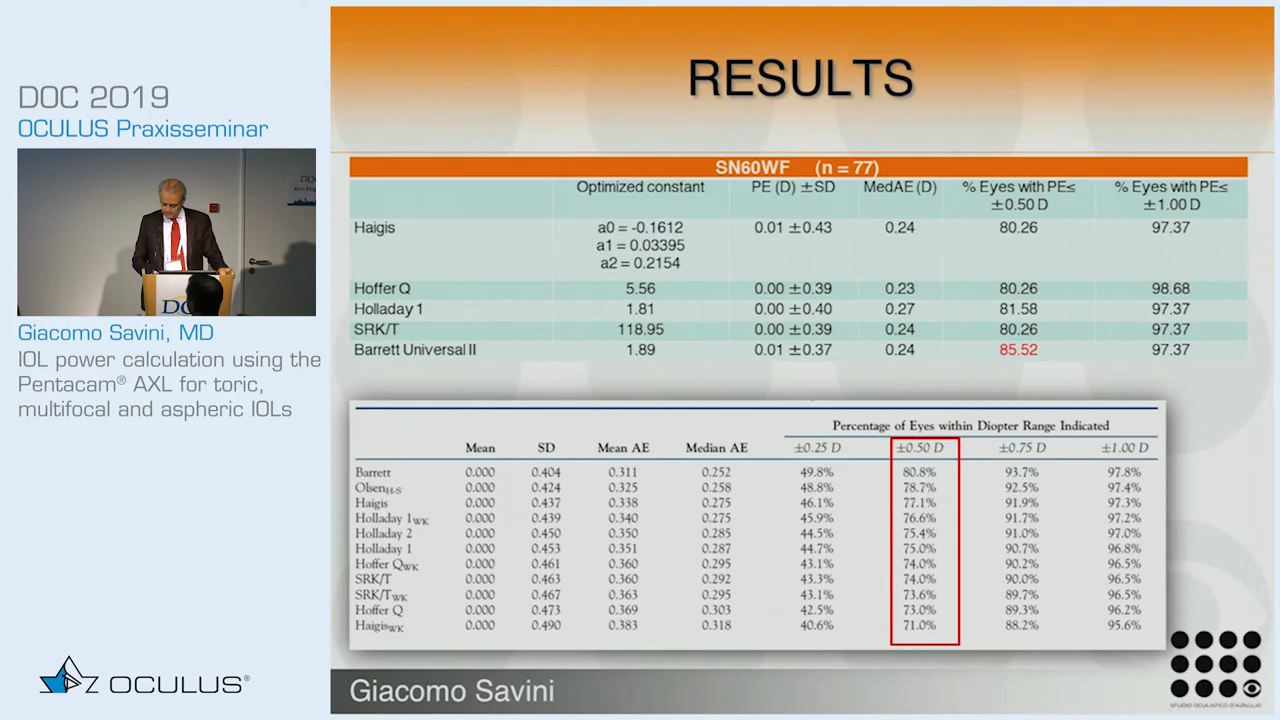 DOC 2019
OCULUS Praxisseminar
Giacomo Savini, MD
IOL power calculation using the
Pentacam® AXL for toric,
multifocal and aspheric IOLs
OCULUS®
RESULTS
SN60WF (n = 77)
Optimized constant PE (D) ±SD MedAE (D) % Eyes with PE≤ % Eyes with PE≤
±0.50 D ±1.00 D
Haigis a0 = -0.1612 0.01 ±0.43 0.24 80.26 97.37
a1 = 0.03395
a2 = 0.2154
Hoffer Q 5.56 0.00 ±0.39 0.23 80.26 98.68
Holladay 1 1.81 0.00 ±0.40 0.27 81.58 97.37
SRK/T 118.95 0.00 ±0.39 0.24 80.26 97.37
Barrett Universal II 1.89 0.01 ±0.37 0.24 85.52 97.37
Percentage of Eyes within Diopter Range Indicated
Mean SD Mean AE Median AE ±0.25 D ±0.50 D ±0.75 D ±1.00 D
Barrett 0.000 0.404 0.311 0.252 49.8% 80.8% 93.7% 97.8%
OlsenH-S 0.000 0.424 0.325 0.258 48.8% 78.7% 92.5% 97.4%
Haigis 0.000 0.437 0.338 0.275 46.1% 77.1% 91.9% 97.3%
Holladay 1WK 0.000 0.439 0.340 0.275 45.9% 76.6% 91.7% 97.2%
Holladay 2 0.000 0.450 0.350 0.285 44.5% 75.4% 91.0% 97.0%
Holladay 1 0.000 0.453 0.351 0.287 44.7% 75.0% 90.7% 96.8%
Hoffer QWK 0.000 0.461 0.360 0.295 43.1% 74.0% 90.2% 96.5%
SRK/T 0.000 0.463 0.360 0.292 43.3% 74.0% 90.0% 96.5%
SRK/TWK 0.000 0.467 0.363 0.295 43.1% 73.6% 89.7% 96.5%
Hoffer Q 0.000 0.473 0.369 0.303 42.5% 73.0% 89.3% 96.2%
HaigisWK 0.000 0.490 0.383 0.318 40.6% 71.0% 88.2% 95.6%
Giacomo Savini